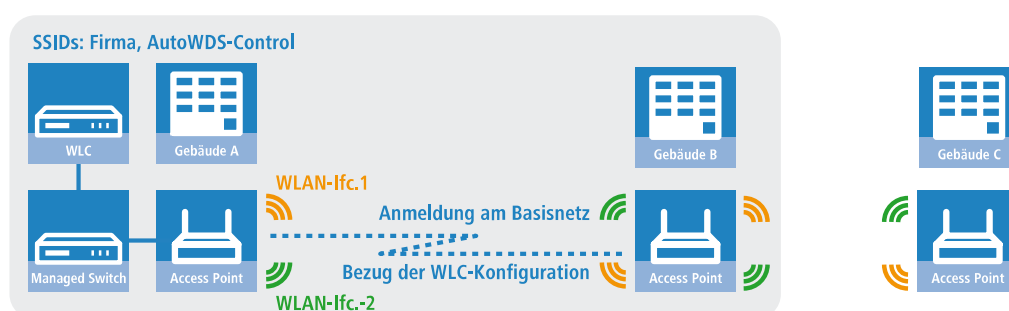 SSIDs: Firma, AutoWDS-Control
WLC
Gebäude A
Gebäude B
Gebäude C
WLAN-Ifc.1
Anmeldung am Basisnetz
Bezug der WLC-Konfiguration
Managed Switch
Access Point
Access Point
Access Point
WLAN-Ifc.-2